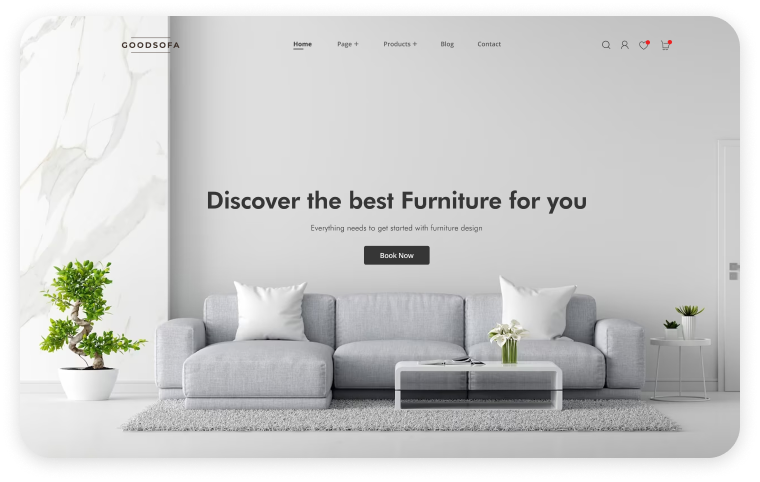 GOODSOFA
Home
Page +
Products +
Blog
Contact
Discover the best Furniture for you
Everything needs to get started with furniture design
Book Now